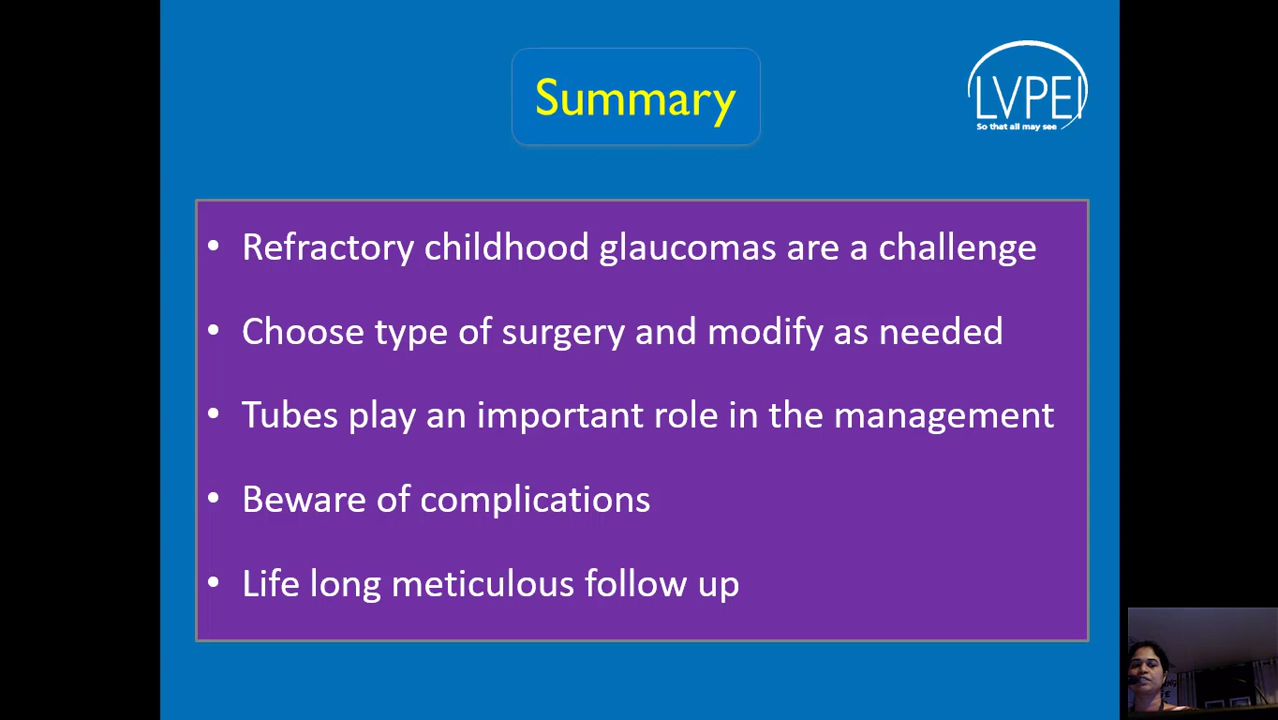 Summary
LVPEI
So that all may see
• Refractory childhood glaucomas are a challenge
• Choose type of surgery and modify as needed
• Tubes play an important role in the management
• Beware of complications
• Life long meticulous follow up